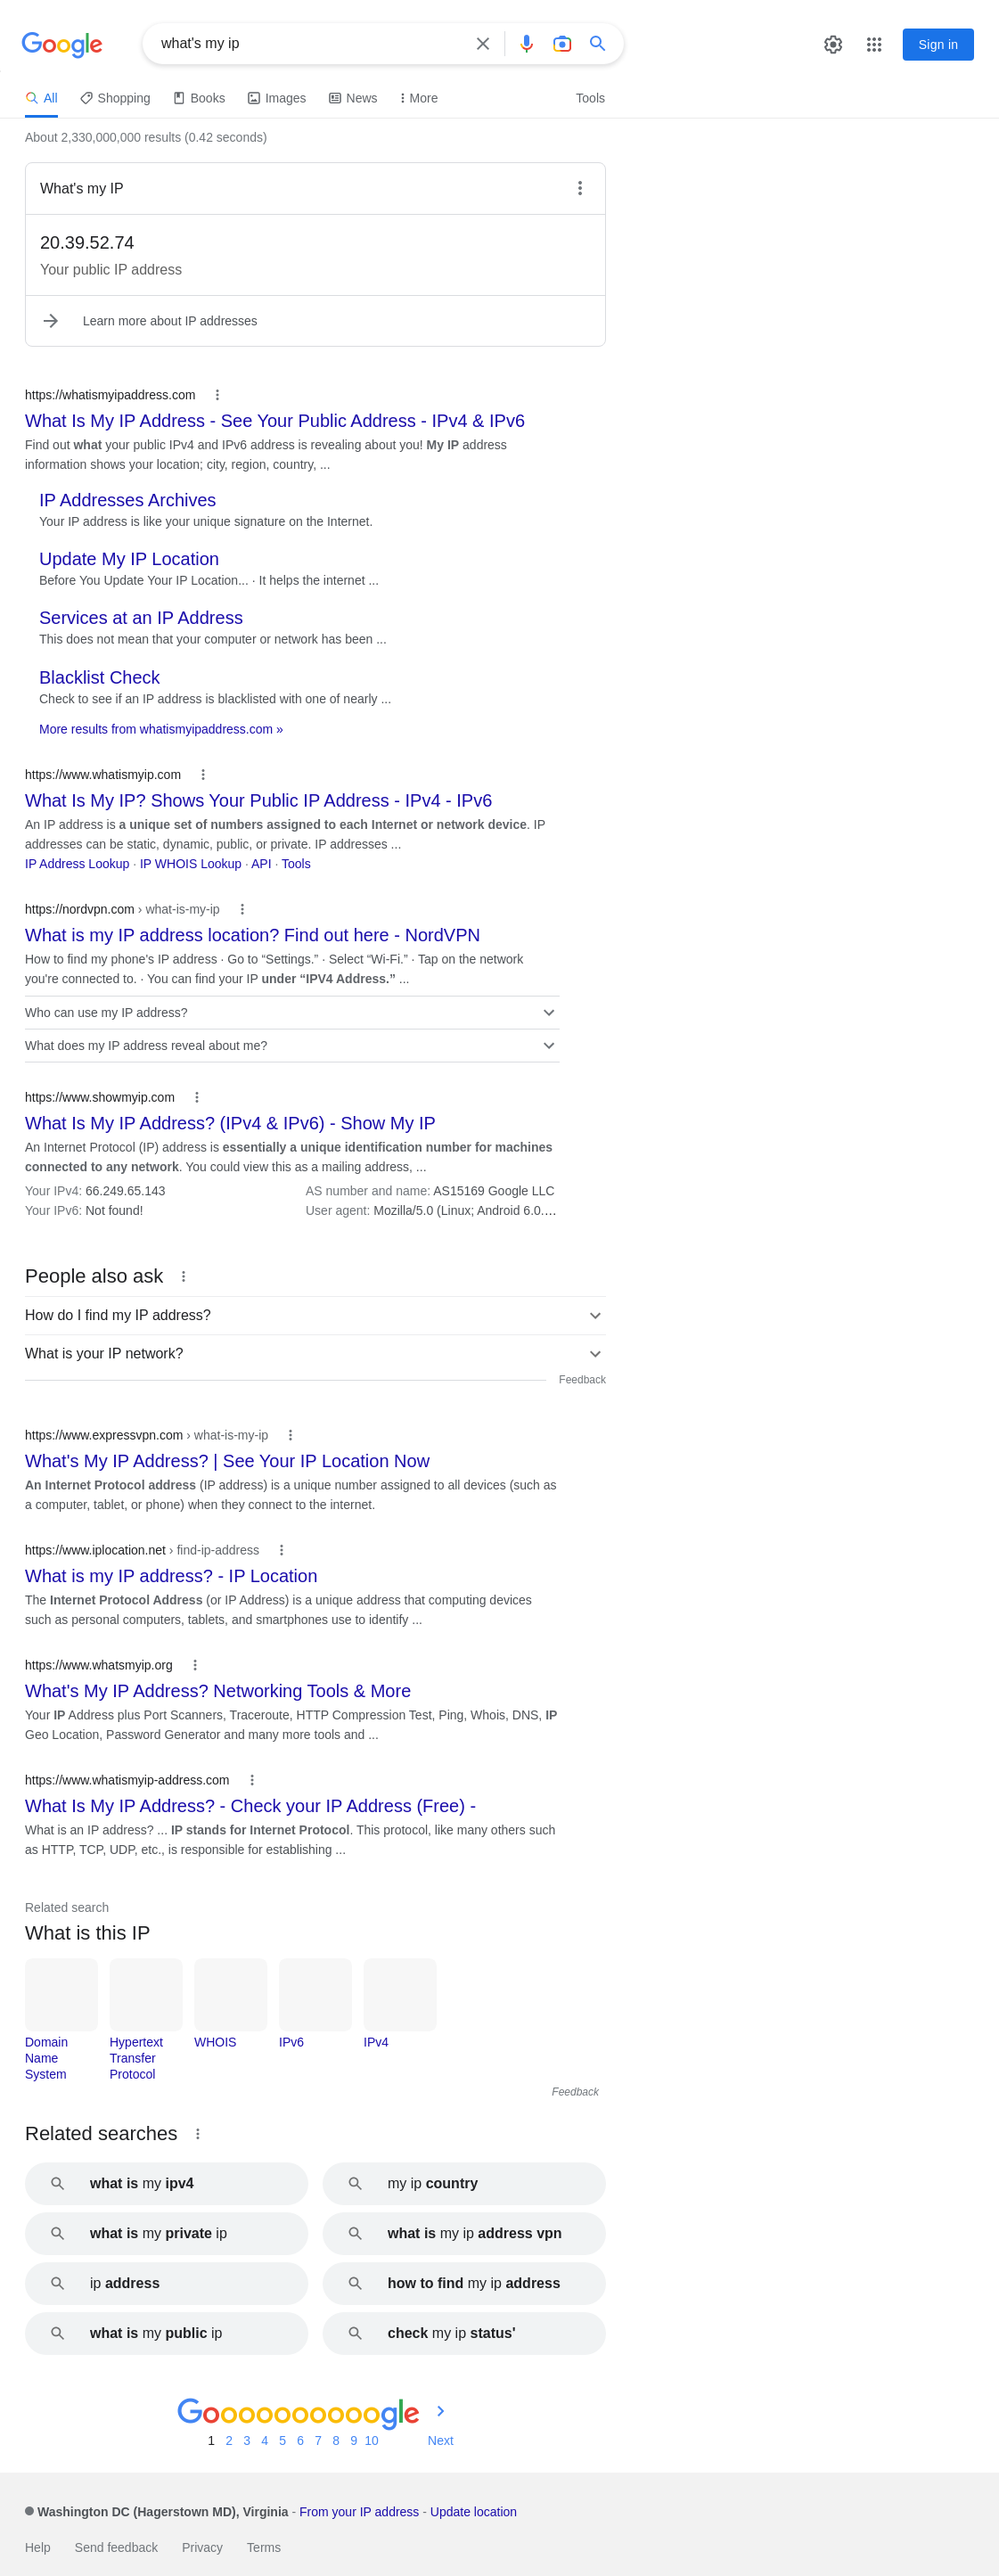 Google
what's my ip
Sign in
All
Shopping
Books
Images
News
More
Tools
About 2,330,000,000 results (0.42 seconds)
What's my IP
20.39.52.74
Your public IP address
Learn more about IP addresses
https://whatismyipaddress.com
What Is My IP Address - See Your Public Address - IPv4 & IPv6
Find out what your public IPv4 and IPv6 address is revealing about you! My IP address
information shows your location; city, region, country, ...
IP Addresses Archives
Your IP address is like your unique signature on the Internet.
Update My IP Location
Before You Update Your IP Location... · It helps the internet ...
Services at an IP Address
This does not mean that your computer or network has been ...
Blacklist Check
Check to see if an IP address is blacklisted with one of nearly ...
More results from whatismyipaddress.com »
https://www.whatismyip.com
What Is My IP? Shows Your Public IP Address - IPv4 - IPv6
An IP address is a unique set of numbers assigned to each Internet or network device. IP
addresses can be static, dynamic, public, or private. IP addresses ...
IP Address Lookup · IP WHOIS Lookup · API · Tools
https://nordvpn.com › what-is-my-ip
What is my IP address location? Find out here - NordVPN
How to find my phone's IP address · Go to “Settings.” · Select “Wi-Fi.” · Tap on the network
you're connected to. · You can find your IP under “IPV4 Address.” ...
Who can use my IP address?
What does my IP address reveal about me?
https://www.showmyip.com
What Is My IP Address? (IPv4 & IPv6) - Show My IP
An Internet Protocol (IP) address is essentially a unique identification number for machines
connected to any network. You could view this as a mailing address, ...
Your IPv4: 66.249.65.143
AS number and name: AS15169 Google LLC
Your IPv6: Not found!
User agent: Mozilla/5.0 (Linux; Android 6.0.…
People also ask
How do I find my IP address?
What is your IP network?
Feedback
https://www.expressvpn.com › what-is-my-ip
What's My IP Address? | See Your IP Location Now
An Internet Protocol address (IP address) is a unique number assigned to all devices (such as
a computer, tablet, or phone) when they connect to the internet.
https://www.iplocation.net › find-ip-address
What is my IP address? - IP Location
The Internet Protocol Address (or IP Address) is a unique address that computing devices
such as personal computers, tablets, and smartphones use to identify ...
https://www.whatsmyip.org
What's My IP Address? Networking Tools & More
Your IP Address plus Port Scanners, Traceroute, HTTP Compression Test, Ping, Whois, DNS, IP
Geo Location, Password Generator and many more tools and ...
https://www.whatismyip-address.com
What Is My IP Address? - Check your IP Address (Free) -
What is an IP address? ... IP stands for Internet Protocol. This protocol, like many others such
as HTTP, TCP, UDP, etc., is responsible for establishing ...
Related search
What is this IP
Domain
Name
System
Hypertext
Transfer
Protocol
WHOIS
IPv6
IPv4
Feedback
Related searches
what is my ipv4
my ip country
what is my private ip
what is my ip address vpn
ip address
how to find my ip address
what is my public ip
check my ip status'
Goooooooooogle
1 2 3 4 5 6 7 8 9 10 Next
Washington DC (Hagerstown MD), Virginia - From your IP address - Update location
Help Send feedback Privacy Terms